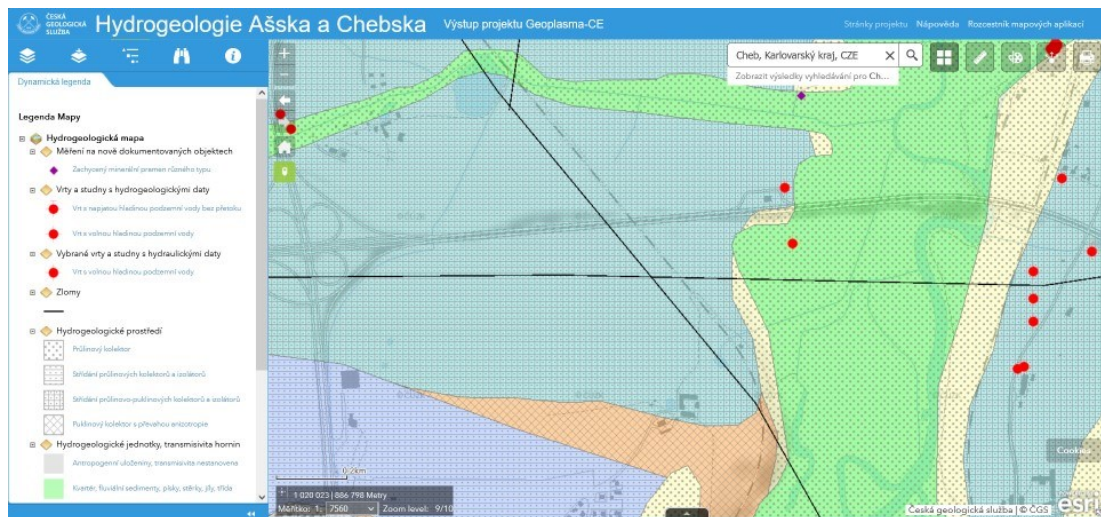 ČESKÁ
GEOLOGICKÁ
SLUŽBA
Hydrogeologie Ašska a Chebska
Výstup projektu Geoplasma-CE
Stránky projektu Nápověda Rozcestník mapových aplikací
Dynamická legenda
Cheb, Karlovarský kraj, CZE
Zobrazit výsledky vyhledávání pro Ch...
Legenda Mapy
Hydrogeologická mapa
Měření na nově dokumentovaných objektech
Zachycený minerální pramen různého typu
Vrty a studny s hydrogeologickými daty
Vrt s napjatou hladinou podzemní vody bez přetoku
Vrt s volnou hladinou podzemní vody
Vybrané vrty a studny s hydraulickými daty
Vrt s volnou hladinou podzemní vody
Zlomy
Hydrogeologické prostředí
Průlinový kolektor
Střídání průlinových kolektorů a izolátorů
Střídání průlinovo-puklinových kolektorů a izolátorů
Puklinový kolektor s převahou anizotropie
Hydrogeologické jednotky, transmisivita hornin
Antropogenní uloženiny, transmisivita nestanovena
Kvartér, fluviální sedimenty, písky, štěrky, jíly, třída
0.2km
1 020 023 | 886 798 Metry
Měřítko: 1: 7560 Zoom level: 9/10
Cookies
Česká geologická služba | © ČGS
esri